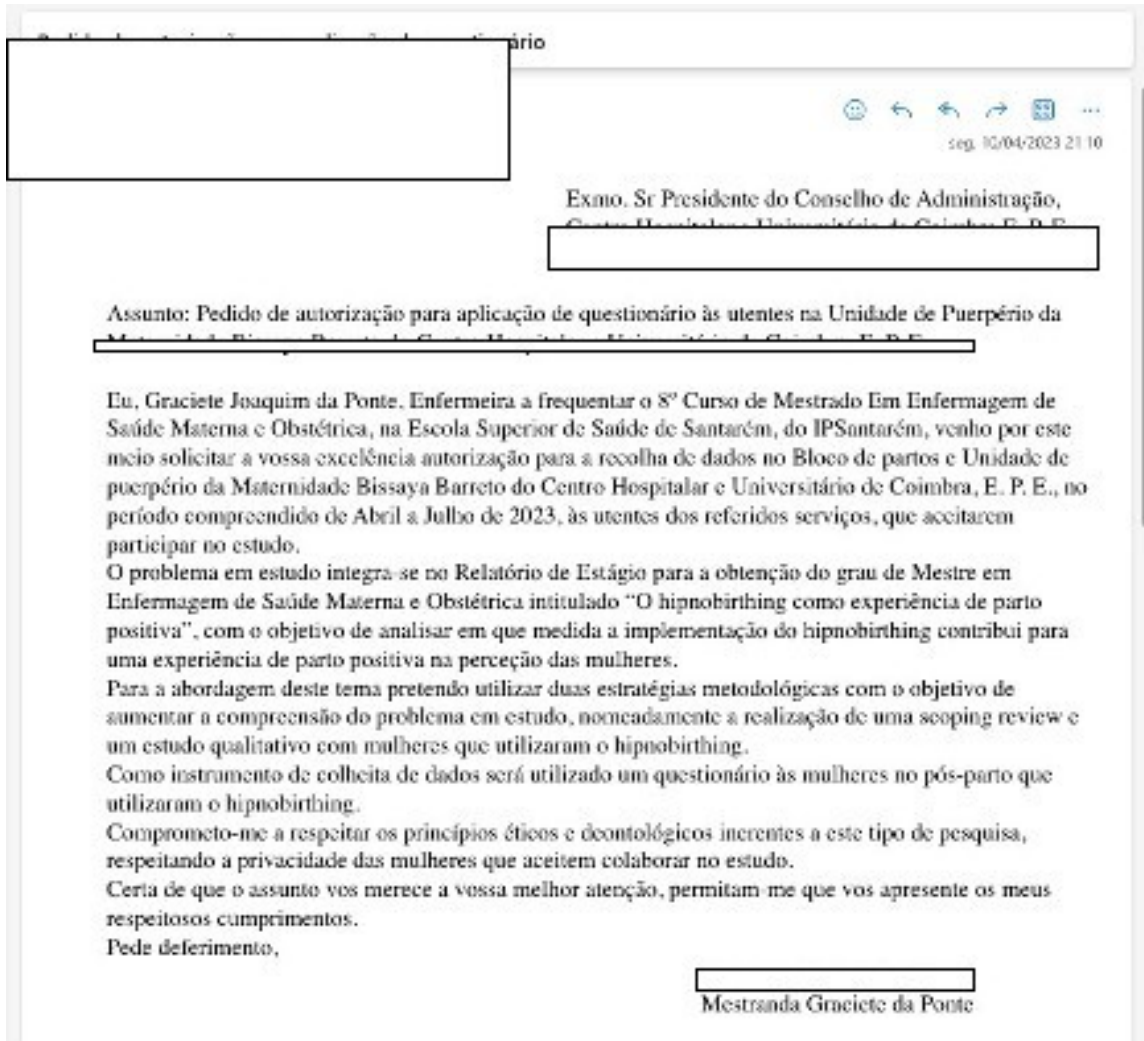 ário
seg. 10/04/2023 21:10
Exmo. Sr Presidente do Conselho de Administração,
Assunto: Pedido de autorização para aplicação de questionário às utentes na Unidade de Puerpério da
Eu, Graciete Joaquim da Ponte, Enfermeira a frequentar o 8º Curso de Mestrado Em Enfermagem de
Saúde Materna e Obstétrica, na Escola Superior de Saúde de Santarém, do IPSantarém, venho por este
meio solicitar a vossa excelência autorização para a recolha de dados no Bloco de partos e Unidade de
puerpério da Maternidade Bissaya Barreto do Centro Hospitalar e Universitário de Coimbra, E. P. E., no
período compreendido de Abril a Julho de 2023, às utentes dos referidos serviços, que aceitarem
participar no estudo.
O problema em estudo integra-se no Relatório de Estágio para a obtenção do grau de Mestre em
Enfermagem de Saúde Materna e Obstétrica intitulado “O hipnobirthing como experiência de parto
positiva”, com o objetivo de analisar em que medida a implementação do hipnobirthing contribui para
uma experiência de parto positiva na perceção das mulheres.
Para a abordagem deste tema pretendo utilizar duas estratégias metodológicas com o objetivo de
aumentar a compreensão do problema em estudo, nomeadamente a realização de uma scoping review e
um estudo qualitativo com mulheres que utilizaram o hipnobirthing.
Como instrumento de colheita de dados será utilizado um questionário às mulheres no pós-parto que
utilizaram o hipnobirthing.
Comprometo-me a respeitar os princípios éticos e deontológicos inerentes a este tipo de pesquisa,
respeitando a privacidade das mulheres que aceitem colaborar no estudo.
Certa de que o assunto vos merece a vossa melhor atenção, permitam-me que vos apresente os meus
respeitosos cumprimentos.
Pede deferimento,
Mestranda Graciete da Ponte